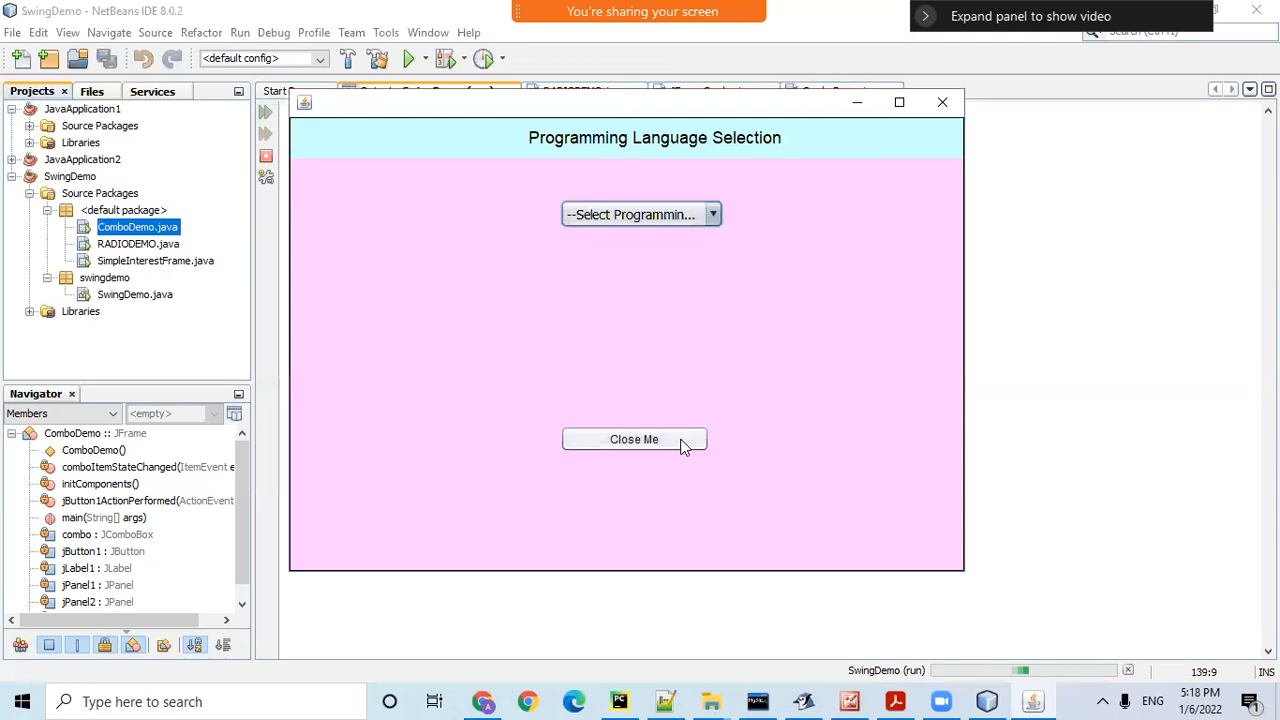 SwingDemo - NetBeans IDE 8.0.2
You're sharing your screen
Expand panel to show video
File Edit View Navigate Source Refactor Run Debug Profile Team Tools Window Help
<default config>
Projects Files Services
JavaApplication1
Source Packages
Libraries
JavaApplication2
SwingDemo
Source Packages
<default package>
ComboDemo.java
RADIODEMO.java
SimpleInterestFrame.java
swingdemo
SwingDemo.java
Libraries
Programming Language Selection
--Select Programmin...
Close Me
Navigator
Members <empty>
ComboDemo :: JFrame
ComboDemo()
comboItemStateChanged(ItemEvent e
initComponents()
jButton1ActionPerformed(ActionEvent
main(String[] args)
combo : JComboBox
jButton1 : JButton
jLabel1 : JLabel
jPanel1 : JPanel
jPanel2 : JPanel
SwingDemo (run) 139:9 INS
Type here to search
ENG 5:18 PM
1/6/2022